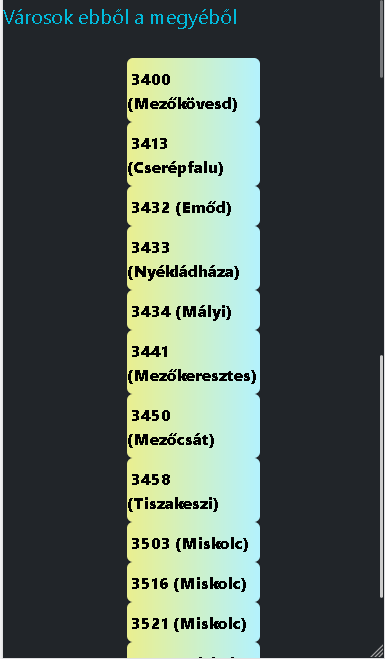 Városok ebből a megyéből
3400
(Mezőkövesd)
3413
(Cserépfalu)
3432 (Emőd)
3433
(Nyékládháza)
3434 (Mályi)
3441
(Mezőkeresztes)
3450
(Mezőcsát)
3458
(Tiszakeszi)
3503 (Miskolc)
3516 (Miskolc)
3521 (Miskolc)